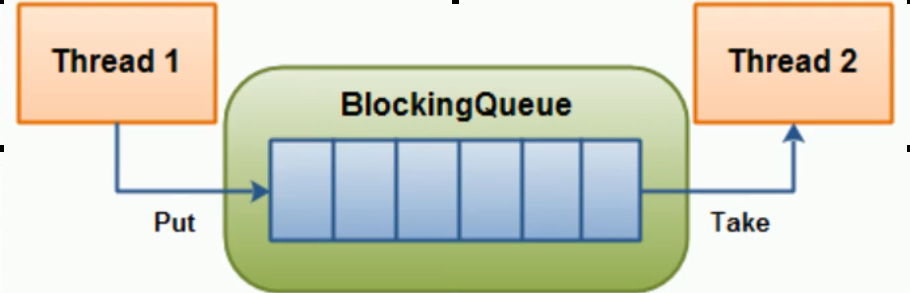 Thread 1
Thread 2
BlockingQueue
Put
Take